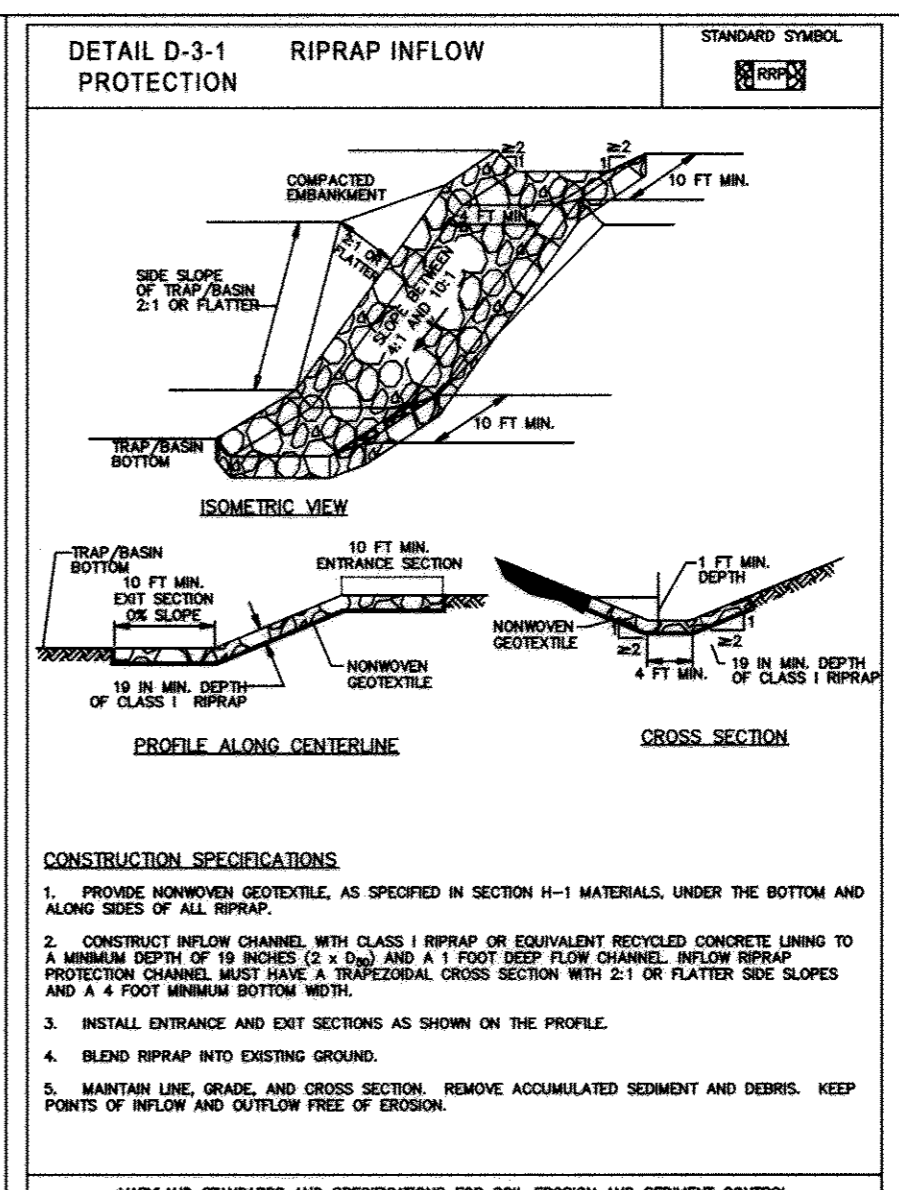 DETAIL D-3-1 RIPRAP INFLOW
PROTECTION
STANDARD SYMBOL
RRP
≥2
1
≥2
1
COMPACTED
EMBANKMENT
10 FT MIN.
4 FT MIN.
2:1 OR
FLATTER
SIDE SLOPE
OF TRAP/BASIN
2:1 OR FLATTER
SLOPE BETWEEN
4:1 AND 10:1
10 FT MIN.
TRAP/BASIN
BOTTOM
ISOMETRIC VIEW
TRAP/BASIN
BOTTOM
10 FT MIN.
EXIT SECTION
0% SLOPE
10 FT MIN.
ENTRANCE SECTION
NONWOVEN
GEOTEXTILE
19 IN MIN. DEPTH
OF CLASS I RIPRAP
PROFILE ALONG CENTERLINE
1 FT MIN.
DEPTH
NONWOVEN
GEOTEXTILE
1
≥2
4 FT MIN.
1
≥2
19 IN MIN. DEPTH
OF CLASS I RIPRAP
CROSS SECTION
CONSTRUCTION SPECIFICATIONS
1. PROVIDE NONWOVEN GEOTEXTILE, AS SPECIFIED IN SECTION H-1 MATERIALS, UNDER THE BOTTOM AND
ALONG SIDES OF ALL RIPRAP.
2. CONSTRUCT INFLOW CHANNEL WITH CLASS I RIPRAP OR EQUIVALENT RECYCLED CONCRETE LINING TO
A MINIMUM DEPTH OF 19 INCHES (2 x D50) AND A 1 FOOT DEEP FLOW CHANNEL. INFLOW RIPRAP
PROTECTION CHANNEL MUST HAVE A TRAPEZOIDAL CROSS SECTION WITH 2:1 OR FLATTER SIDE SLOPES
AND A 4 FOOT MINIMUM BOTTOM WIDTH.
3. INSTALL ENTRANCE AND EXIT SECTIONS AS SHOWN ON THE PROFILE.
4. BLEND RIPRAP INTO EXISTING GROUND.
5. MAINTAIN LINE, GRADE, AND CROSS SECTION. REMOVE ACCUMULATED SEDIMENT AND DEBRIS. KEEP
POINTS OF INFLOW AND OUTFLOW FREE OF EROSION.
MARYLAND STANDARDS AND SPECIFICATIONS FOR SOIL EROSION AND SEDIMENT CONTROL